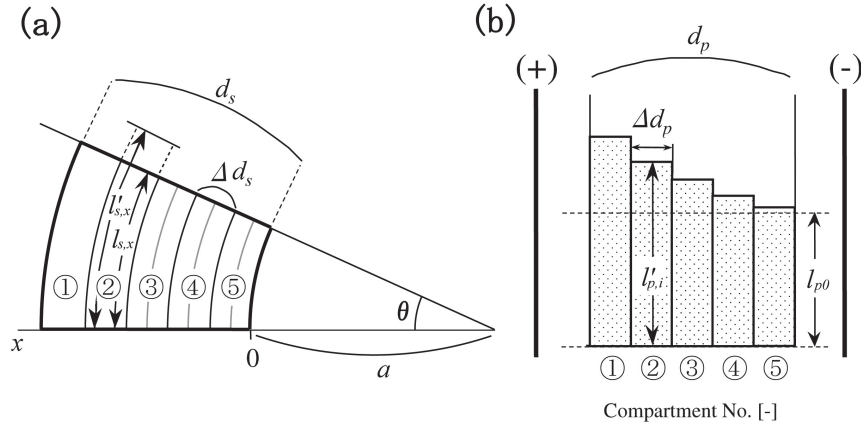 (a)
d_s
Δ d_s
l'_{s,x}
l_{s,x}
① ② ③ ④ ⑤
θ
x
0
a
(b)
d_p
(+)
(-)
Δd_p
l'_{p,i}
l_{p0}
① ② ③ ④ ⑤
Compartment No. [-]